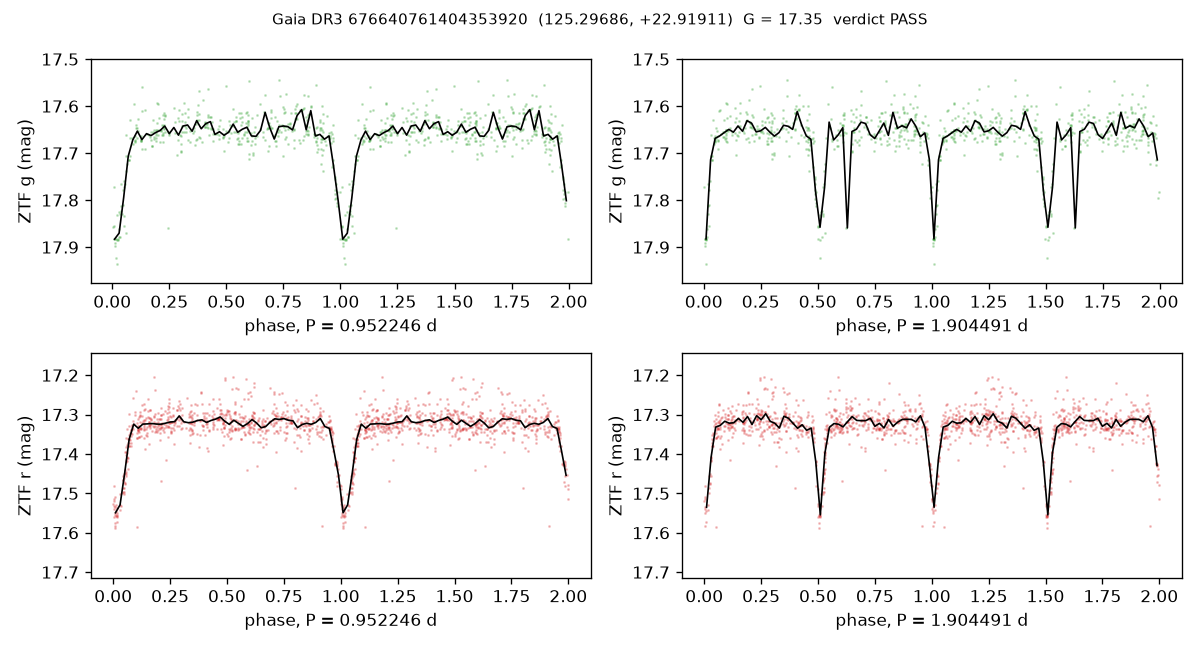 Gaia DR3 676640761404353920  (125.29686, +22.91911)  G = 17.35  verdict PASS
17.5
17.6
17.7
17.8
17.9
ZTF g (mag)
0.00 0.25 0.50 0.75 1.00 1.25 1.50 1.75 2.00
phase, P = 0.952246 d
17.5
17.6
17.7
17.8
17.9
ZTF g (mag)
0.00 0.25 0.50 0.75 1.00 1.25 1.50 1.75 2.00
phase, P = 1.904491 d
17.2
17.3
17.4
17.5
17.6
17.7
ZTF r (mag)
0.00 0.25 0.50 0.75 1.00 1.25 1.50 1.75 2.00
phase, P = 0.952246 d
17.2
17.3
17.4
17.5
17.6
17.7
ZTF r (mag)
0.00 0.25 0.50 0.75 1.00 1.25 1.50 1.75 2.00
phase, P = 1.904491 d